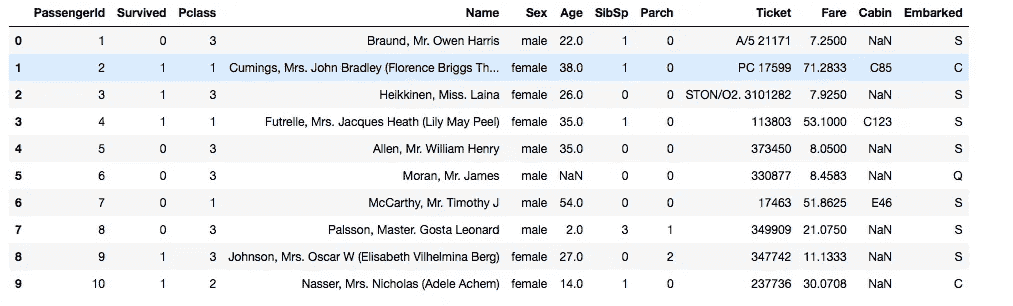 PassengerId Survived Pclass Name Sex Age SibSp Parch Ticket Fare Cabin Embarked
0 1 0 3 Braund, Mr. Owen Harris male 22.0 1 0 A/5 21171 7.2500 NaN S
1 2 1 1 Cumings, Mrs. John Bradley (Florence Briggs Th... female 38.0 1 0 PC 17599 71.2833 C85 C
2 3 1 3 Heikkinen, Miss. Laina female 26.0 0 0 STON/O2. 3101282 7.9250 NaN S
3 4 1 1 Futrelle, Mrs. Jacques Heath (Lily May Peel) female 35.0 1 0 113803 53.1000 C123 S
4 5 0 3 Allen, Mr. William Henry male 35.0 0 0 373450 8.0500 NaN S
5 6 0 3 Moran, Mr. James male NaN 0 0 330877 8.4583 NaN Q
6 7 0 1 McCarthy, Mr. Timothy J male 54.0 0 0 17463 51.8625 E46 S
7 8 0 3 Palsson, Master. Gosta Leonard male 2.0 3 1 349909 21.0750 NaN S
8 9 1 3 Johnson, Mrs. Oscar W (Elisabeth Vilhelmina Berg) female 27.0 0 2 347742 11.1333 NaN S
9 10 1 2 Nasser, Mrs. Nicholas (Adele Achem) female 14.0 1 0 237736 30.0708 NaN C